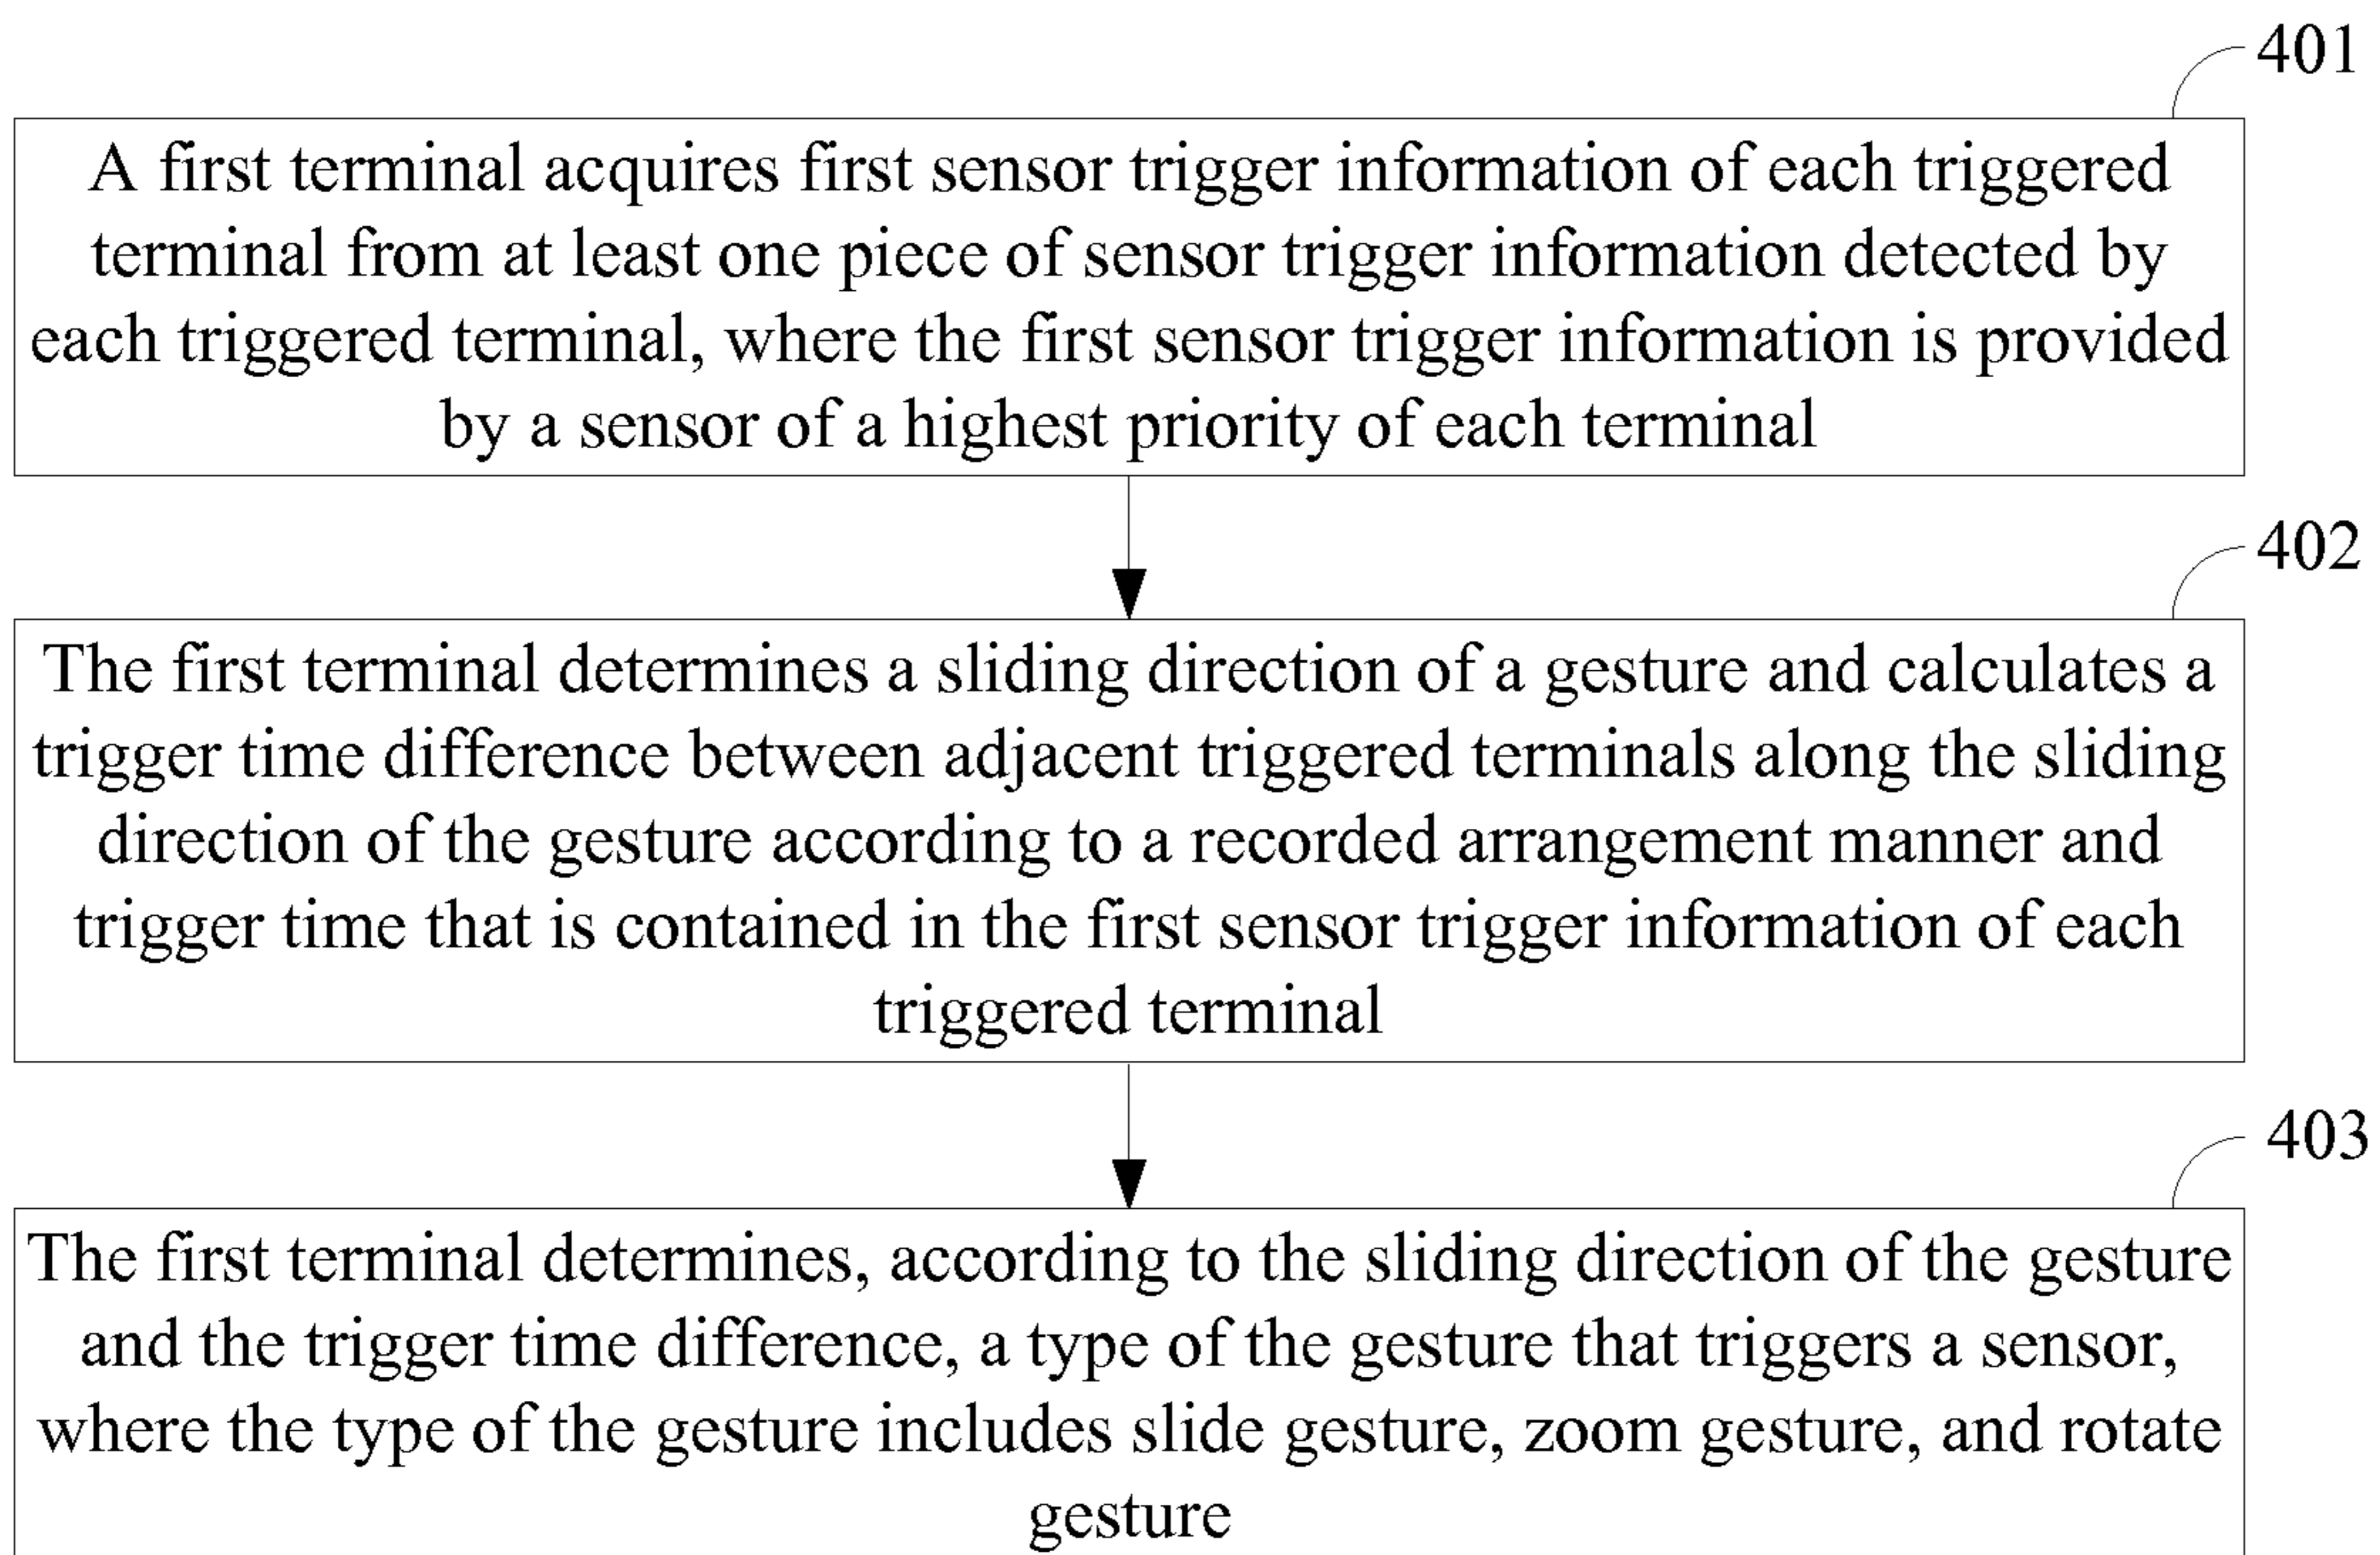 401
A first terminal acquires first sensor trigger information of each triggered
terminal from at least one piece of sensor trigger information detected by
each triggered terminal, where the first sensor trigger information is provided
by a sensor of a highest priority of each terminal
402
The first terminal determines a sliding direction of a gesture and calculates a
trigger time difference between adjacent triggered terminals along the sliding
direction of the gesture according to a recorded arrangement manner and
trigger time that is contained in the first sensor trigger information of each
triggered terminal
403
The first terminal determines, according to the sliding direction of the gesture
and the trigger time difference, a type of the gesture that triggers a sensor,
where the type of the gesture includes slide gesture, zoom gesture, and rotate
gesture